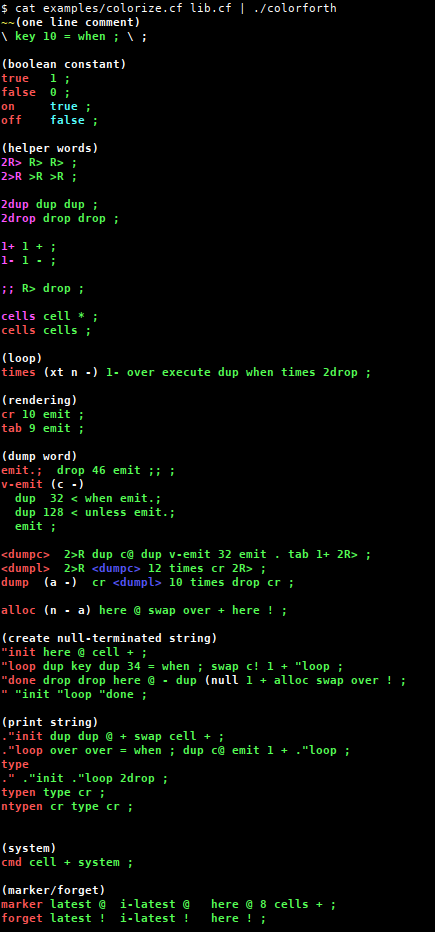 $ cat examples/colorize.cf lib.cf | ./colorforth
~~(one line comment)
\ key 10 = when ; \ ;
(boolean constant)
true   1 ;
false  0 ;
on     true ;
off    false ;
(helper words)
2R> R> R> ;
2>R >R >R ;
2dup dup dup ;
2drop drop drop ;
1+ 1 + ;
1- 1 - ;
;; R> drop ;
cells cell * ;
cells cells ;
(loop)
times (xt n -) 1- over execute dup when times 2drop ;
(rendering)
cr 10 emit ;
tab 9 emit ;
(dump word)
emit.;  drop 46 emit ;; ;
v-emit (c -)
  dup  32 < when emit.;
  dup 128 < unless emit.;
  emit ;
<dumpc>  2>R dup c@ dup v-emit 32 emit . tab 1+ 2R> ;
<dumpl>  2>R <dumpc> 12 times cr 2R> ;
dump  (a -)  cr <dumpl> 10 times drop cr ;
alloc (n - a) here @ swap over + here ! ;
(create null-terminated string)
"init here @ cell + ;
"loop dup key dup 34 = when ; swap c! 1 + "loop ;
"done drop drop here @ - dup (null 1 + alloc swap over ! ;
" "init "loop "done ;
(print string)
."init dup dup @ + swap cell + ;
."loop over over = when ; dup c@ emit 1 + ."loop ;
type
." ."init ."loop 2drop ;
typen type cr ;
ntypen cr type cr ;
(system)
cmd cell + system ;
(marker/forget)
marker latest @  i-latest @   here @ 8 cells + ;
forget latest !  i-latest !   here ! ;